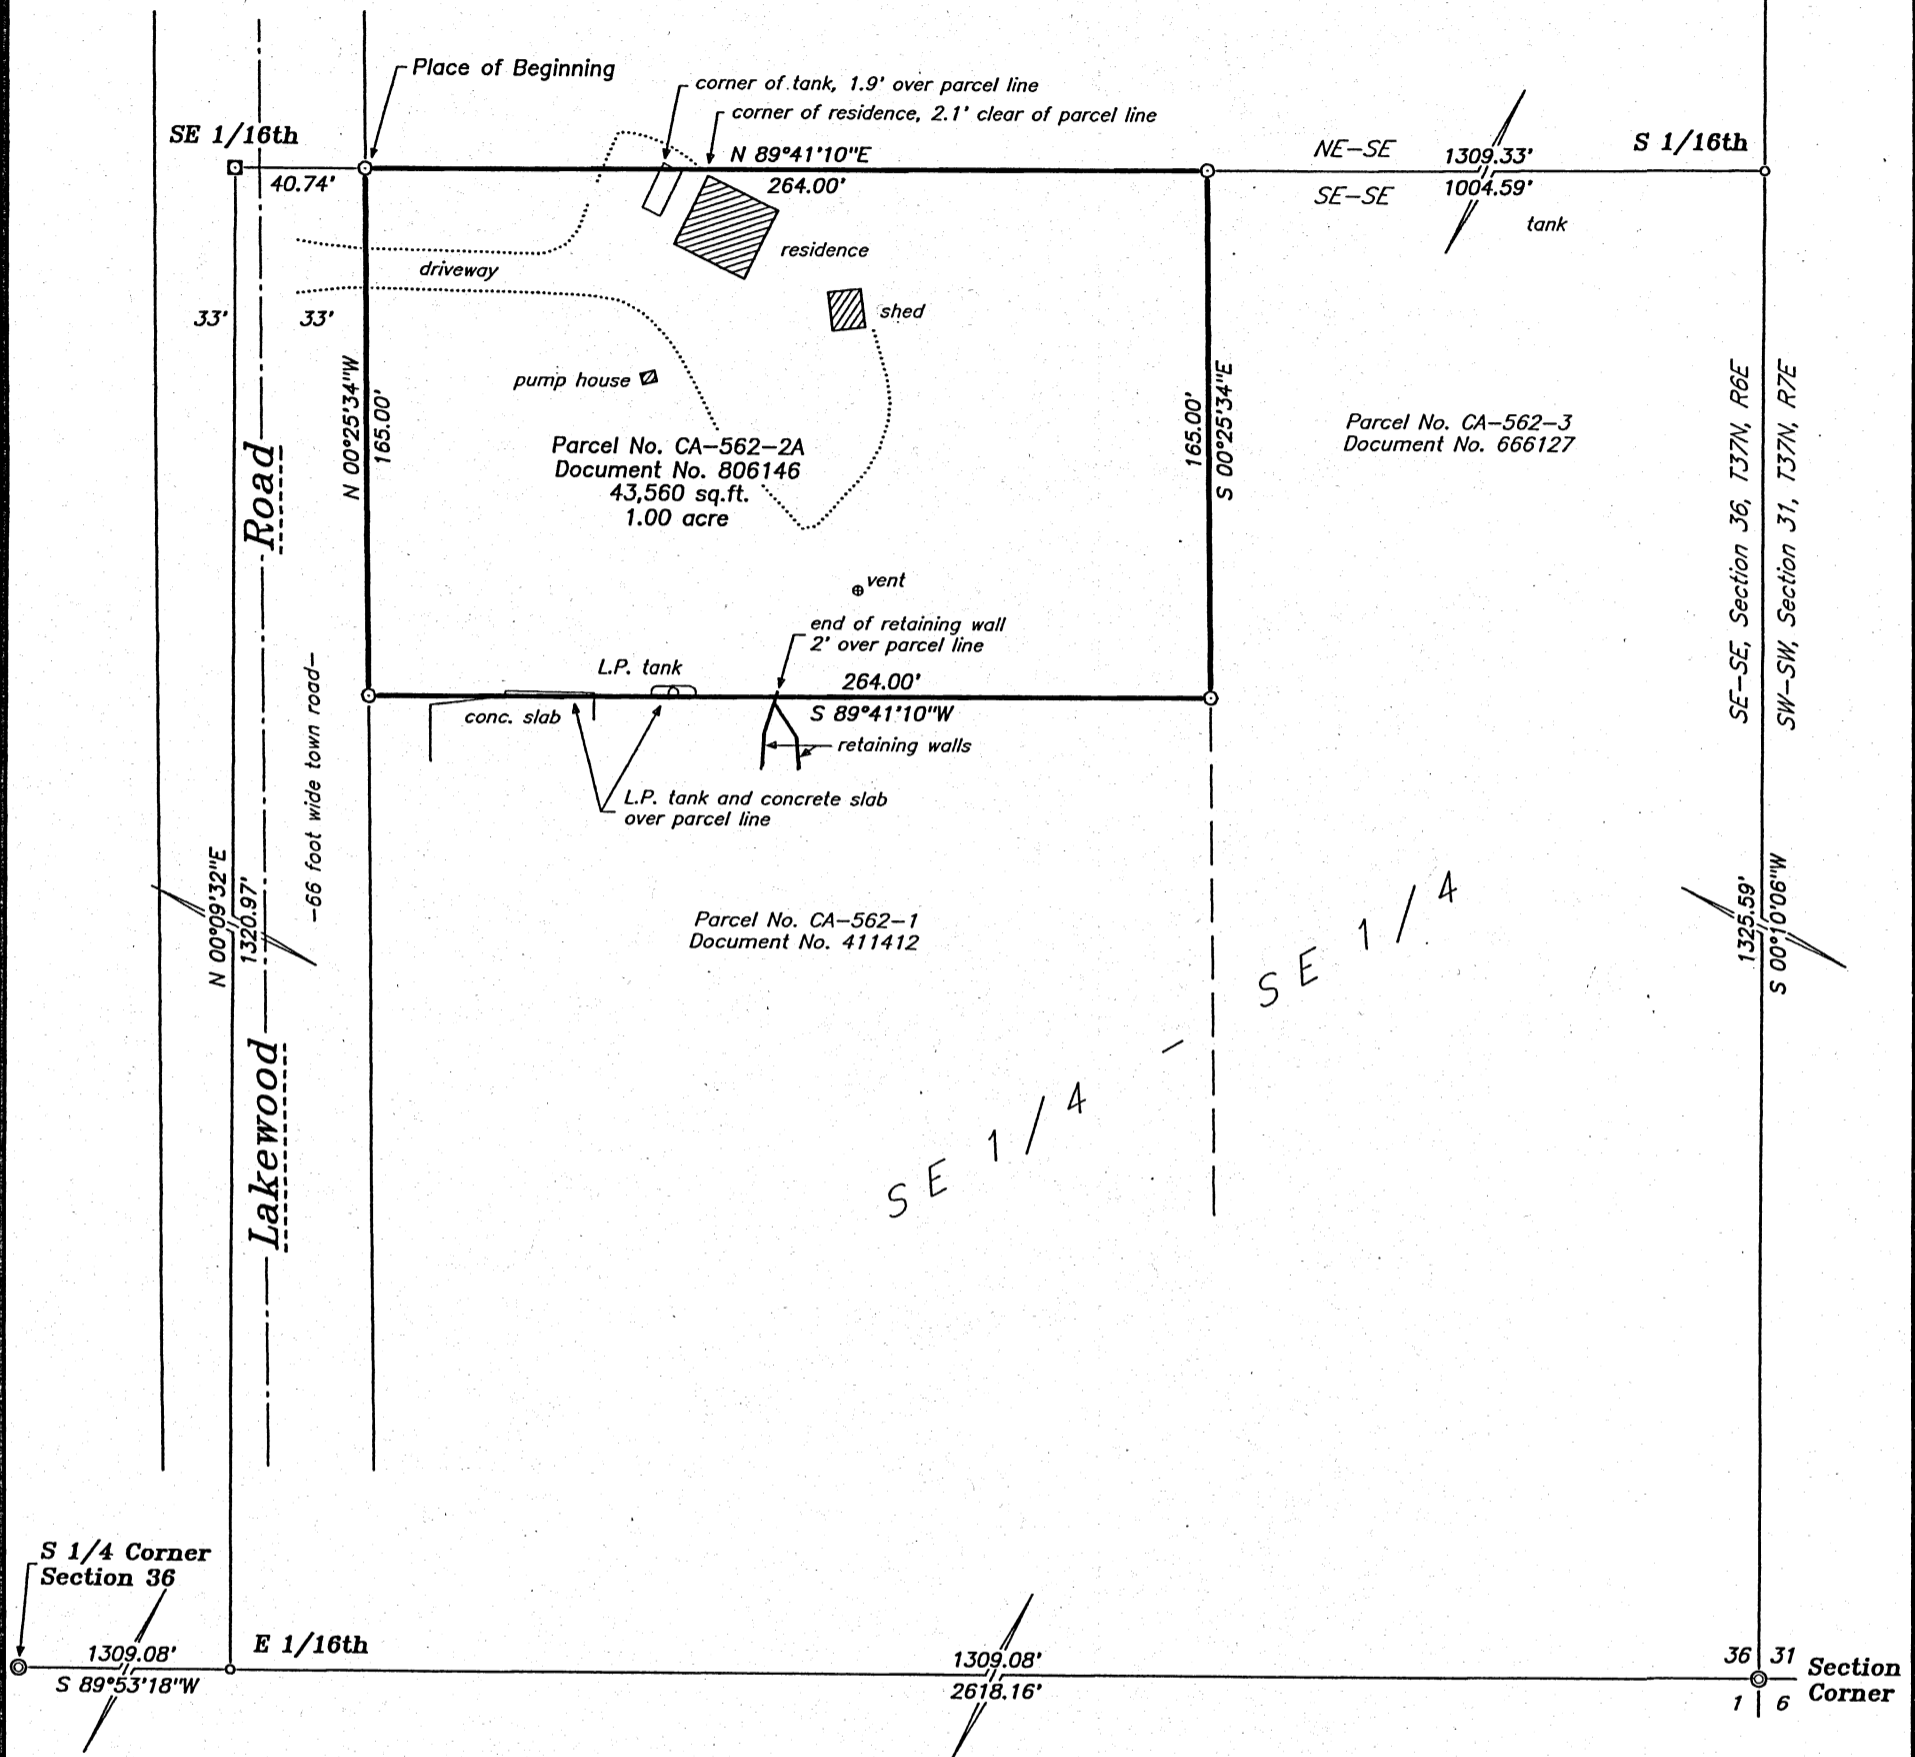 Place of Beginning
corner of tank, 1.9' over parcel line
corner of residence, 2.1' clear of parcel line
SE 1/16th
N 89°41'10"E
NE-SE
1309.33'
S 1/16th
40.74'
264.00'
SE-SE
1004.59'
tank
residence
driveway
33'
33'
shed
pump house
N 00°25'34"W
165.00'
165.00'
S 00°25'34"E
Parcel No. CA-562-3
Document No. 666127
SE-SE, Section 36, T37N, R6E
SW-SW, Section 31, T37N, R7E
Parcel No. CA-562-2A
Document No. 806146
43,560 sq.ft.
1.00 acre
Lakewood Road
-66 foot wide town road-
vent
end of retaining wall
2' over parcel line
L.P. tank
264.00'
conc. slab
S 89°41'10"W
retaining walls
L.P. tank and concrete slab
over parcel line
N 00°09'32"E
1320.97'
1325.59'
S 00°10'06"W
Parcel No. CA-562-1
Document No. 411412
SE 1/4 - SE 1/4
S 1/4 Corner
Section 36
1309.08'
S 89°53'18"W
E 1/16th
1309.08'
2618.16'
36 31
1 6
Section
Corner